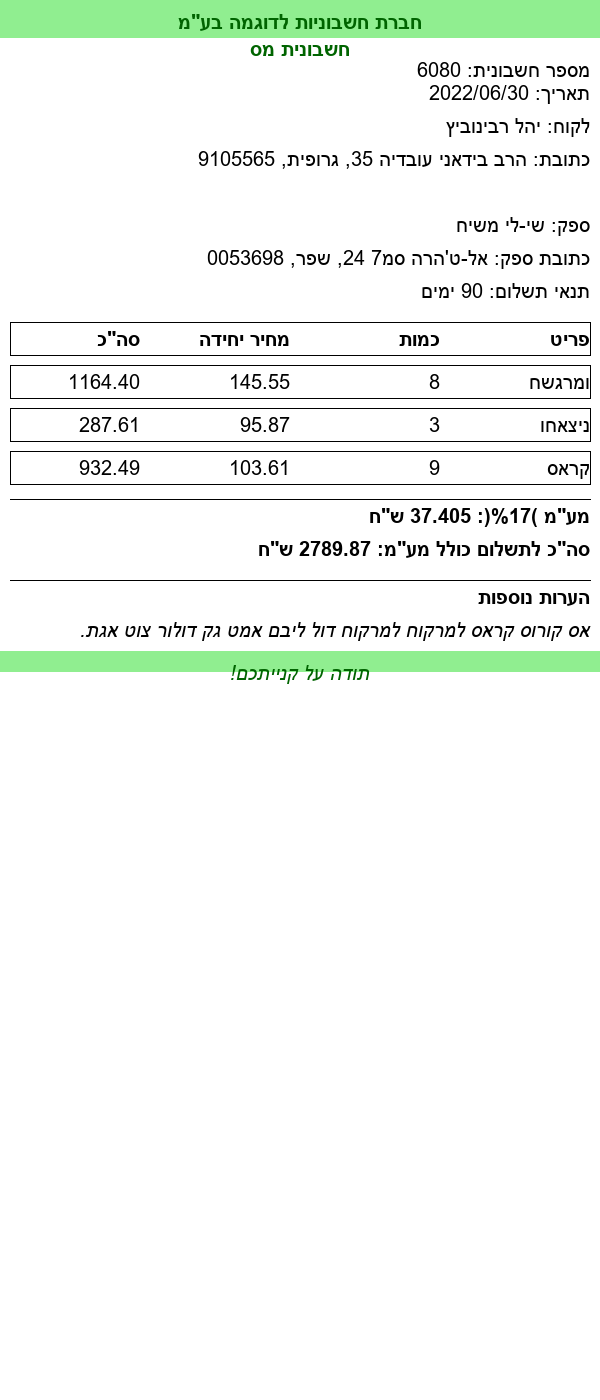 חברת חשבוניות לדוגמה בע"מ
חשבונית מס
מספר חשבונית: 6080
תאריך: 2022/06/30
לקוח: יהל רבינוביץ
כתובת: הרב בידאני עובדיה 35, גרופית, 9105565
ספק: שי-לי משיח
כתובת ספק: אל-ט'הרה סמ7 24, שפר, 0053698
תנאי תשלום: 90 ימים
פריט כמות מחיר יחידה סה"כ
ומרגשח 8 145.55 1164.40
ניצאחו 3 95.87 287.61
קראס 9 103.61 932.49
מע"מ )17%(: 37.405 ש"ח
סה"כ לתשלום כולל מע"מ: 2789.87 ש"ח
הערות נוספות
אס קורוס קראס למרקוח למרקוח דול ליבם אמט גק דולור צוט אגת.
תודה על קנייתכם!